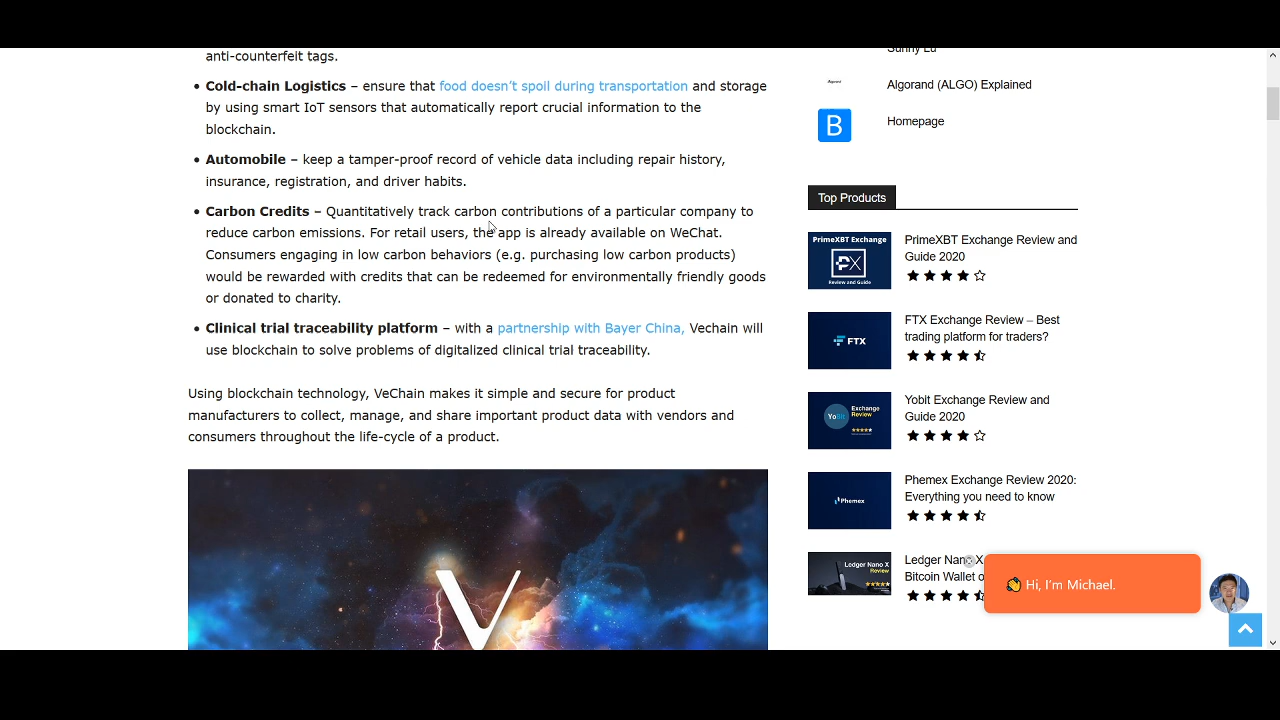 anti-counterfeit tags.
• Cold-chain Logistics – ensure that food doesn't spoil during transportation and storage
by using smart IoT sensors that automatically report crucial information to the
blockchain.
• Automobile – keep a tamper-proof record of vehicle data including repair history,
insurance, registration, and driver habits.
• Carbon Credits – Quantitatively track carbon contributions of a particular company to
reduce carbon emissions. For retail users, the app is already available on WeChat.
Consumers engaging in low carbon behaviors (e.g. purchasing low carbon products)
would be rewarded with credits that can be redeemed for environmentally friendly goods
or donated to charity.
• Clinical trial traceability platform – with a partnership with Bayer China, Vechain will
use blockchain to solve problems of digitalized clinical trial traceability.
Using blockchain technology, VeChain makes it simple and secure for product
manufacturers to collect, manage, and share important product data with vendors and
consumers throughout the life-cycle of a product.
Sunny Lu
Algorand (ALGO) Explained
B
Homepage
Top Products
PrimeXBT Exchange
PX
Review and Guide
PrimeXBT Exchange Review and
Guide 2020
FTX
FTX Exchange Review – Best
trading platform for traders?
YoBit
Exchange
Review
Yobit Exchange Review and
Guide 2020
Phemex
Phemex Exchange Review 2020:
Everything you need to know
Ledger Nano X
Review
Ledger Nano X
Bitcoin Wallet
👋 Hi, I'm Michael.